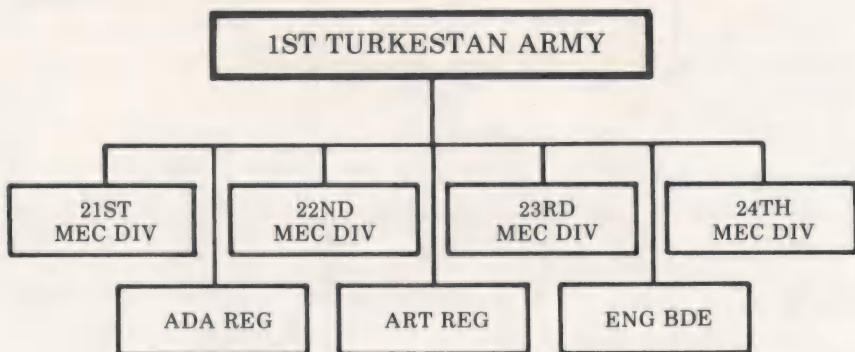 1ST TURKESTAN ARMY
21ST
MEC DIV
22ND
MEC DIV
23RD
MEC DIV
24TH
MEC DIV
ADA REG
ART REG
ENG BDE